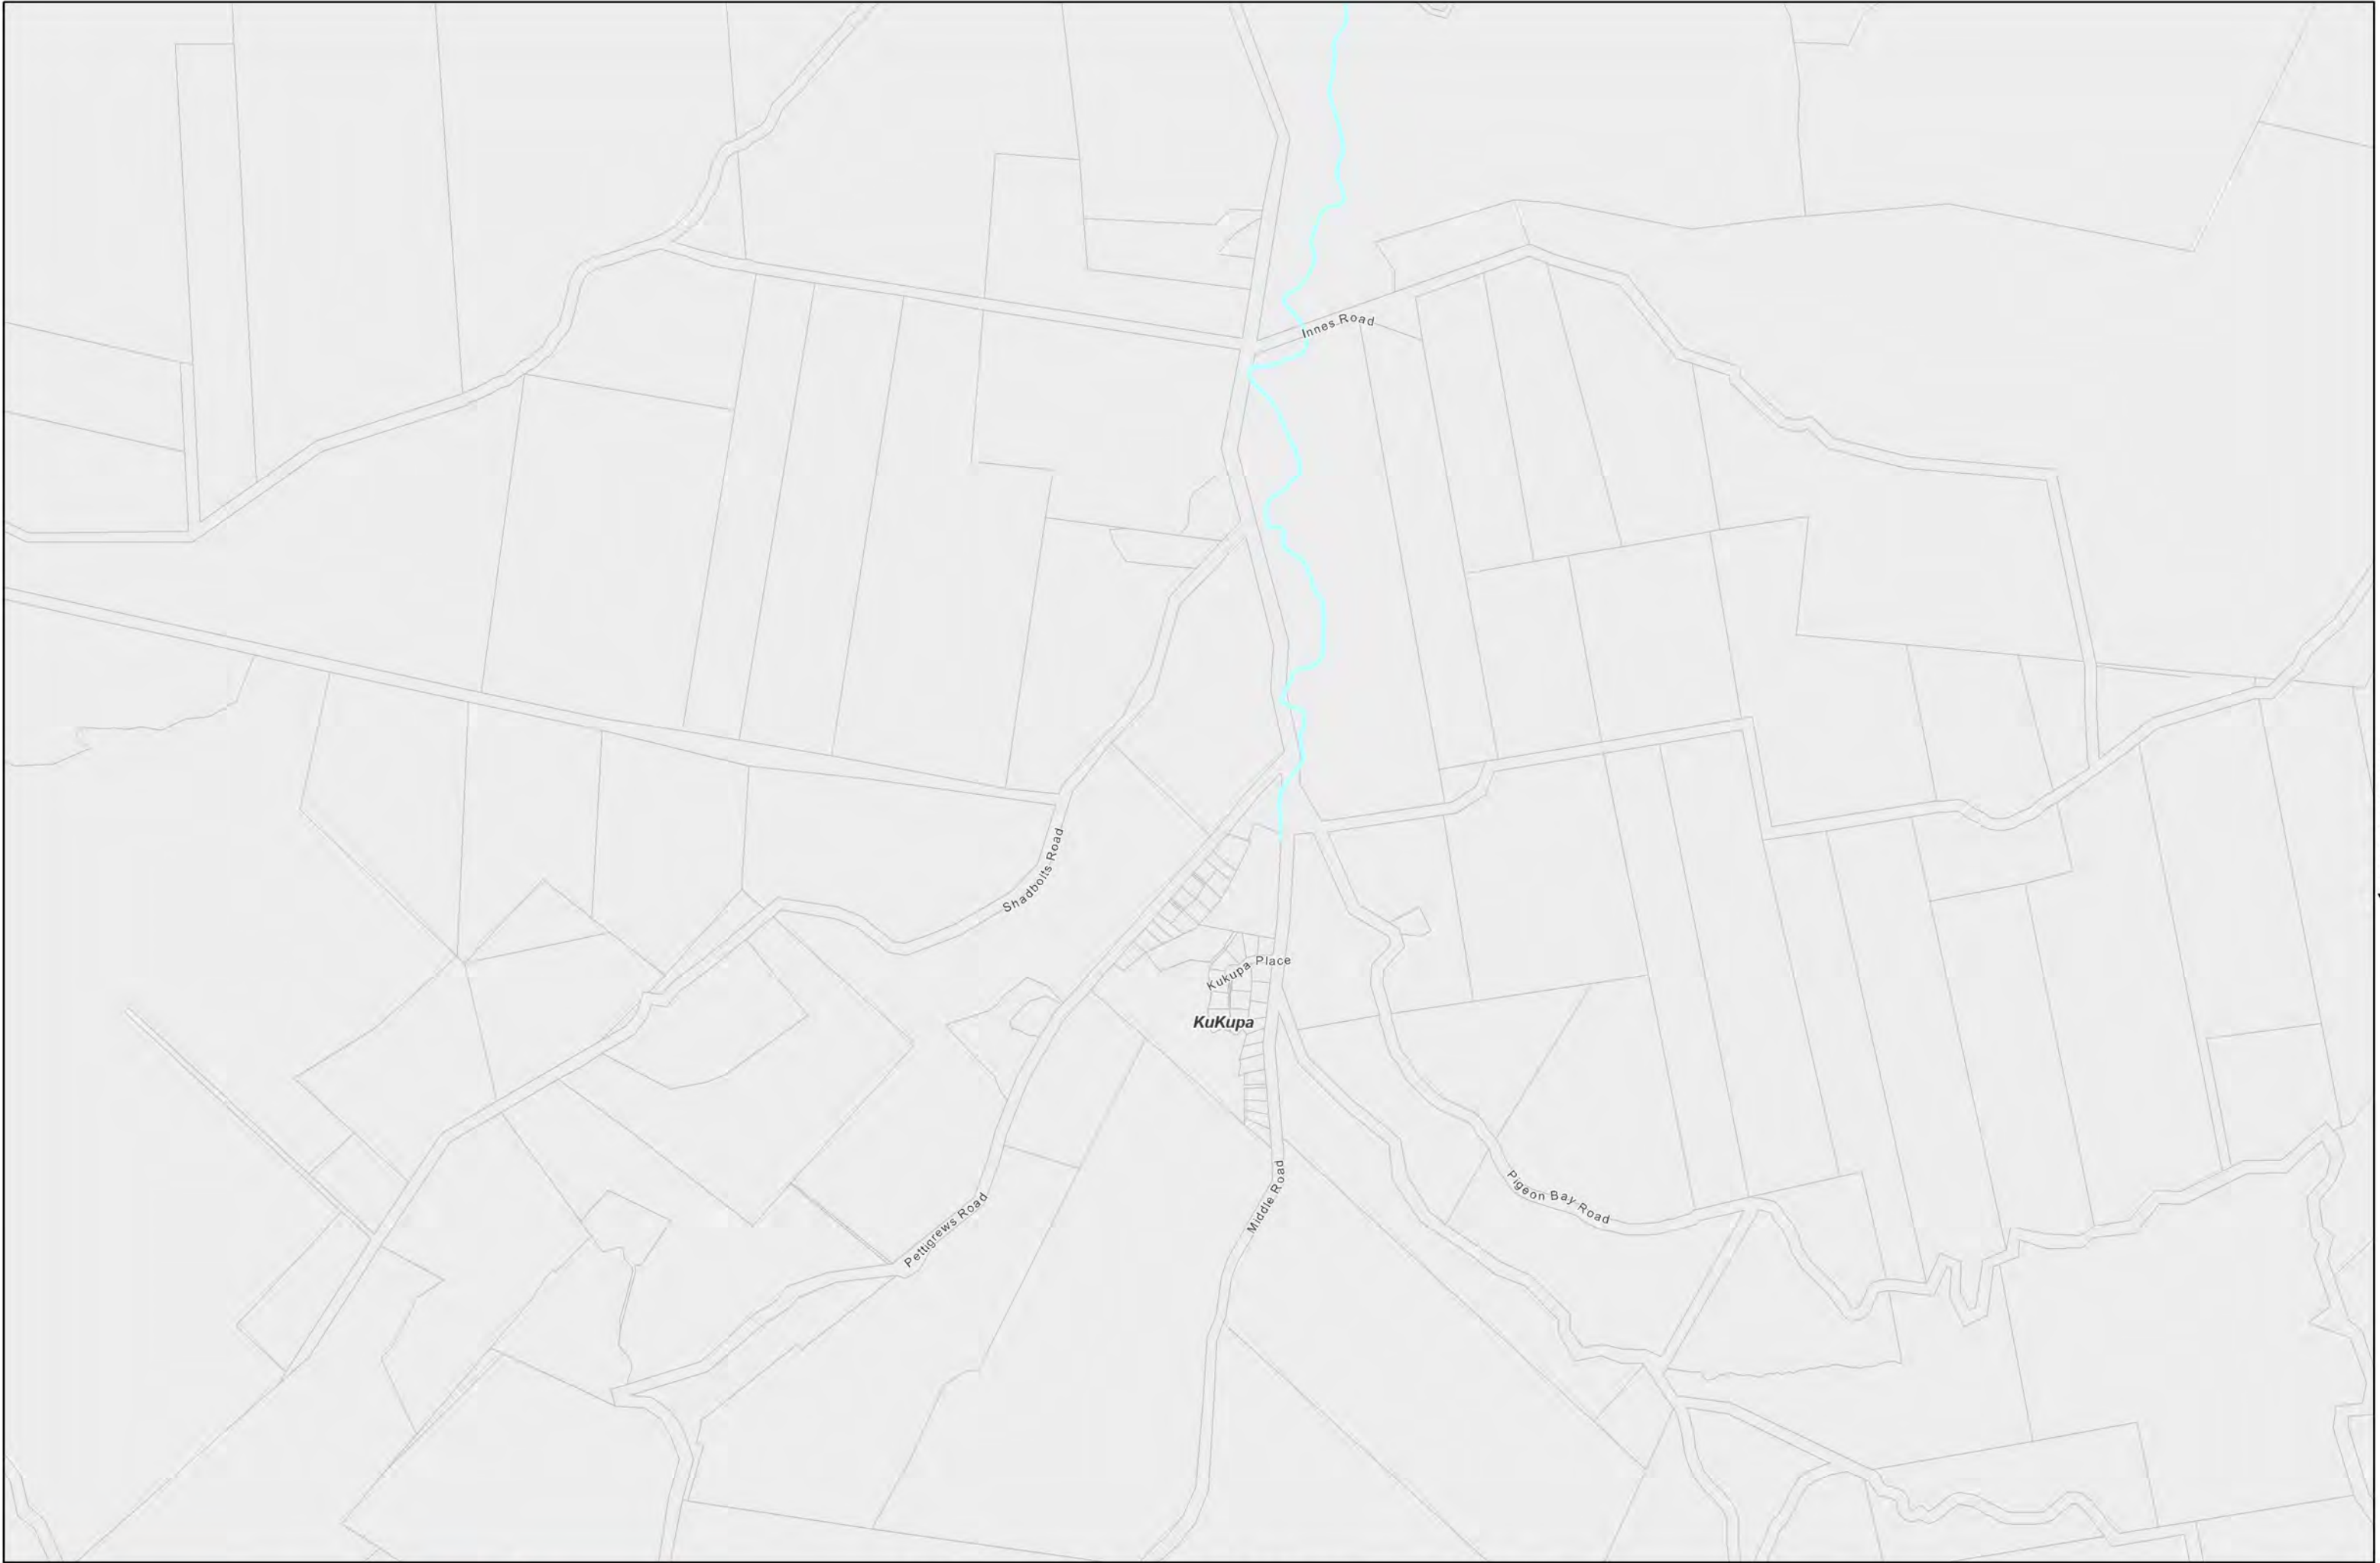 Innes Road
Shadbolts Road
Kukupa Place
KuKupa
Pettigrews Road
Middle Road
Pigeon Bay Road